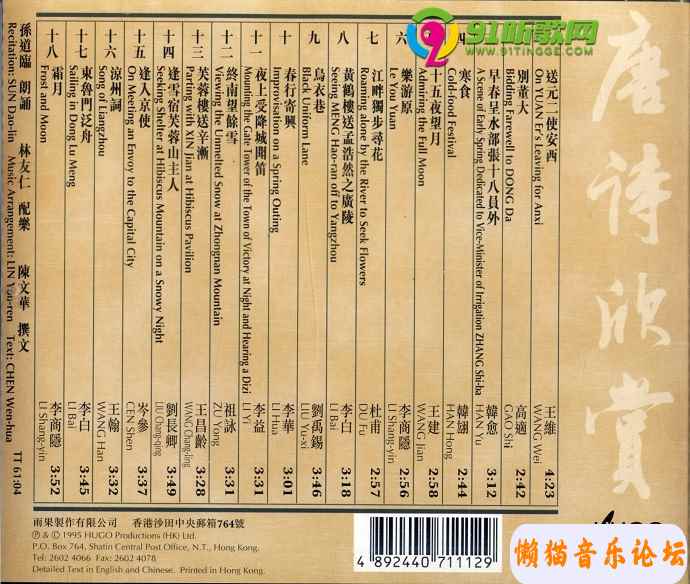 唐诗欣赏
91听歌网
WWW.91TINGGE.COM
送元二使安西 王維
On YUAN Er's Leaving for Anxi WANG Wei 4:23
別董大 高適
Bidding Farewell to DONG Da GAO Shi 2:42
早春呈水部張十八員外 韓愈
A Scene of Early Spring Dedicated to Vice-Minister of Irrigation ZHANG Shi-ba HAN Yu 3:12
四 寒食 韓翃
Cold-Food Festival HAN Hong 2:44
十五夜望月 王建
Admiring the Full Moon WANG Jian 2:58
六 樂游原 李商隱
Le You Yuan LI Shang-yin 2:56
七 江畔獨步尋花 杜甫
Roaming alone by the River to Seek Flowers DU Fu 2:57
八 黃鶴樓送孟浩然之廣陵 李白
Seeing MENG Hao-ran off to Yangzhou LI Bai 3:18
九 烏衣巷 劉禹錫
Black Uniform Lane LIU Yu-xi 3:46
十 春行寄興 李華
Improvisation on a Spring Outing LI Hua 3:01
十一 夜上受降城聞笛 李益
Mounting the Gate Tower of the Town of Victory at Night and Hearing a Dizi LI Yi 3:31
十二 終南望餘雪 祖詠
Viewing the Unmelted Snow at Zhongnan Mountain ZU Yong 3:31
十三 芙蓉樓送辛漸 王昌齡
Parting with XIN Jian at Hibiscus Pavilion WANG Chang-ling 3:28
十四 逢雪宿芙蓉山主人 劉長卿
Seeking Shelter at Hibiscus Mountain on a Snowy Night LIU Chang-qing 3:49
十五 逢入京使 岑參
On Meeting an Envoy to the Capital City CEN Shen 3:37
十六 涼州詞 王翰
Song of Liangzhou WANG Han 3:32
十七 東魯門泛舟 李白
Sailing in Dong Lu Meng LI Bai 3:45
十八 霜月 李商隱
Frost and Moon LI Shang-yin 3:52
孫道臨 朗誦 林友仁 配樂 陳文華 撰文
Recitation: SUN Dao-lin Music Arrangement: LIN You-ren Text: CHEN Wen-hua TT 61:04
雨果製作有限公司 香港沙田中央郵箱764號
Ⓟ & © 1995 HUGO Productions (HK) Ltd.
P.O. Box 764, Shatin Central Post Office, N.T., Hong Kong
Tel: 2602 4066 Fax: 2602 4078
Detailed Text in English and Chinese. Printed in Hong Kong.
4 892440 711129
懒猫音乐论坛